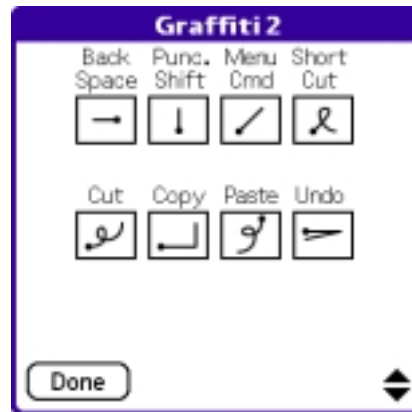 Graffiti 2
Back Punc. Menu Short
Space Shift Cmd Cut
Cut Copy Paste Undo
Done